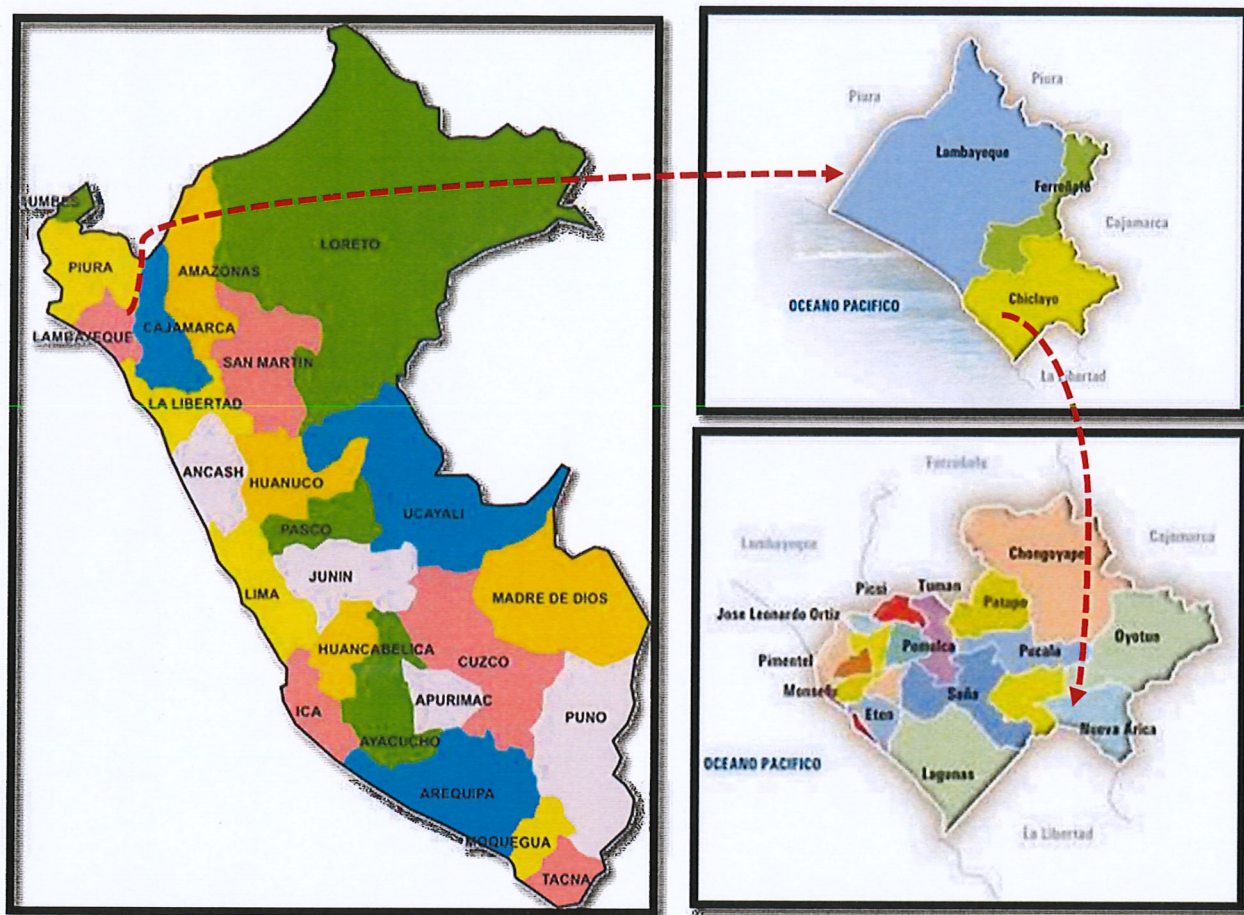 TUMBES
PIURA
LAMBAYEQUE
CAJAMARCA
AMAZONAS
LORETO
SAN MARTIN
LA LIBERTAD
ANCASH
HUANUCO
PASCO
UCAYALI
JUNIN
LIMA
MADRE DE DIOS
HUANCABELICA
CUZCO
APURIMAC
ICA
AYACUCHO
PUNO
AREQUIPA
MOQUEGUA
TACNA
Piura
Piura
Lambayeque
Ferreñafe
Cajamarca
Chiclayo
OCEANO PACIFICO
La Libertad
Ferreñafe
Lambayeque
Cajamarca
Chongoyape
Picsi
Tuman
Patapo
Jose Leonardo Ortiz
Oyotun
Pomalca
Pucala
Pimentel
Monsefu
Saña
Eten
Nueva Arica
OCEANO PACIFICO
Lagunas
La Libertad